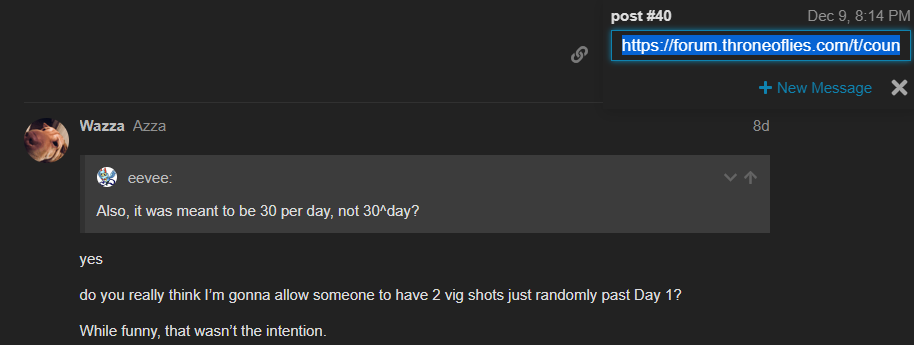 post #40 Dec 9, 8:14 PM
https://forum.throneoflies.com/t/coun
New Message
Wazza Azza 8d
eevee:
Also, it was meant to be 30 per day, not 30^day?
yes
do you really think I’m gonna allow someone to have 2 vig shots just randomly past Day 1?
While funny, that wasn’t the intention.